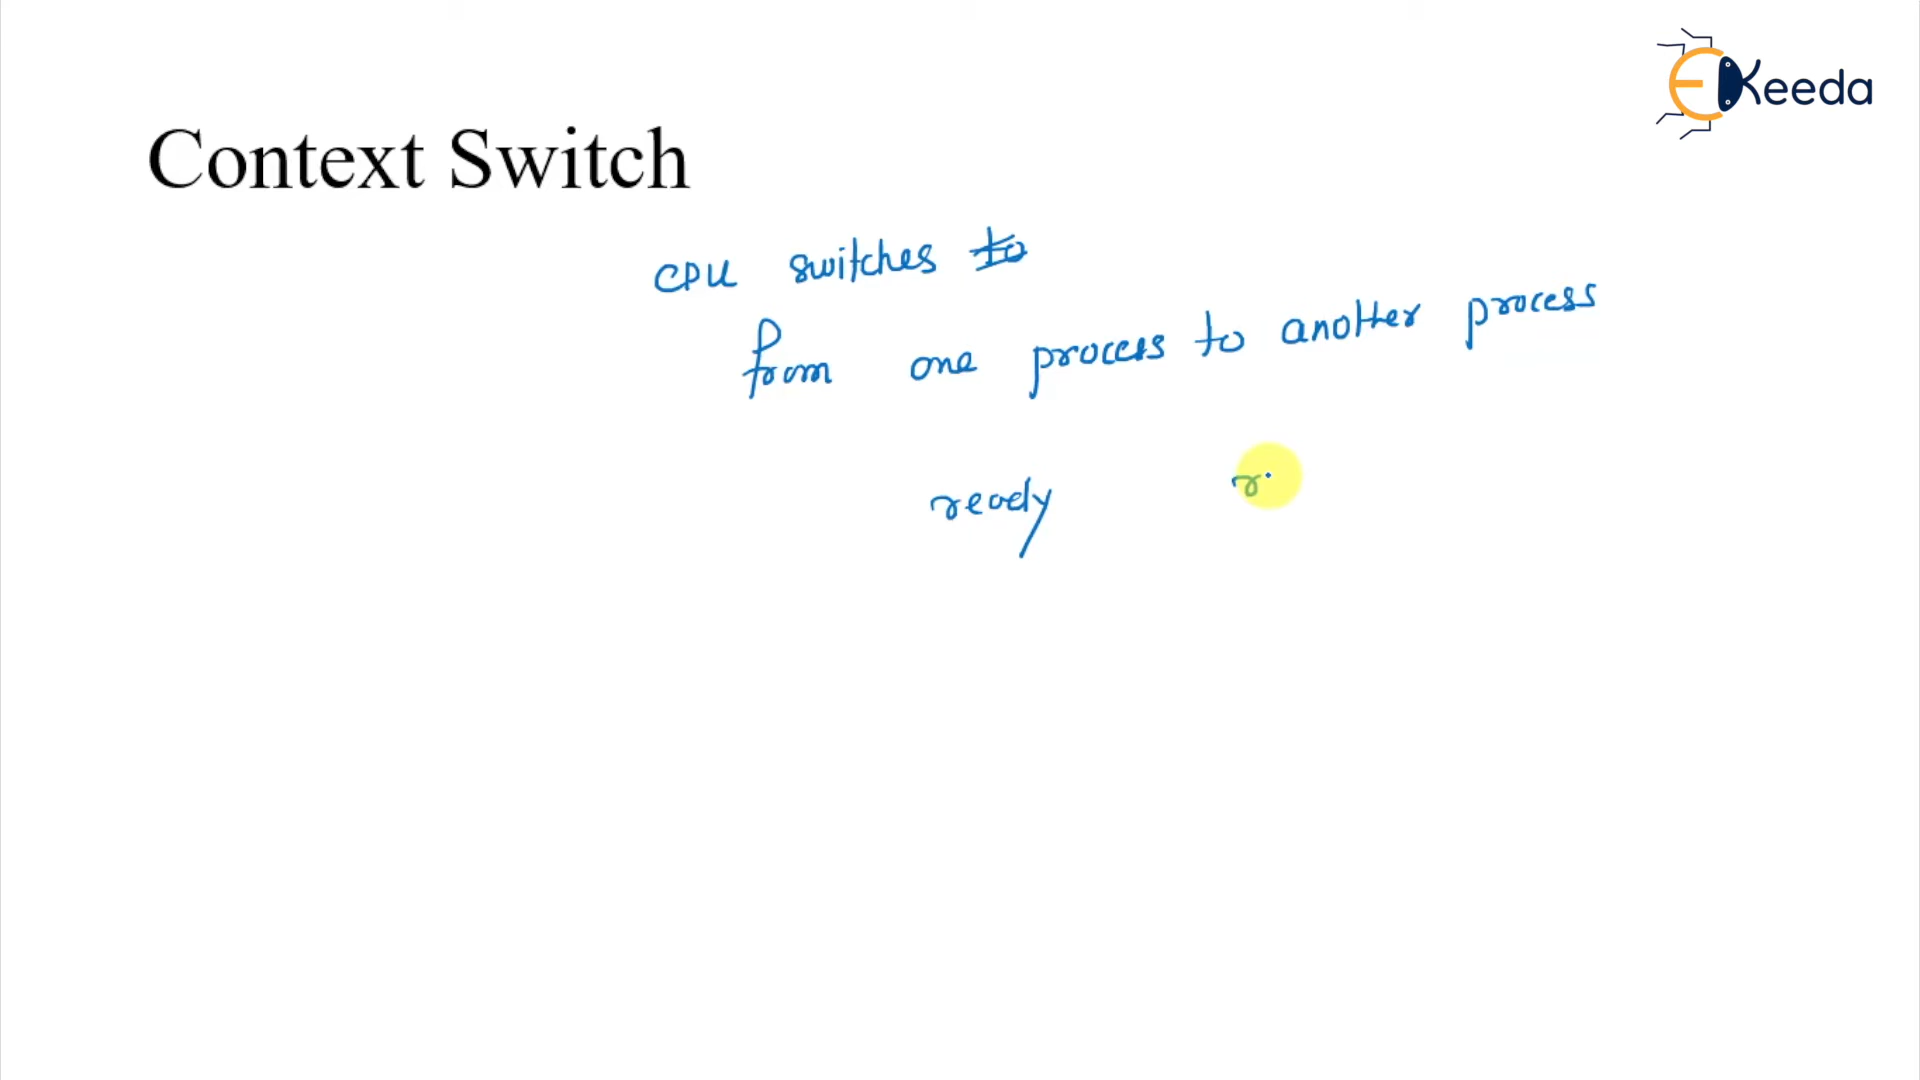 EKeeda
Context Switch
CPU switches to
from one process to another process
ready r